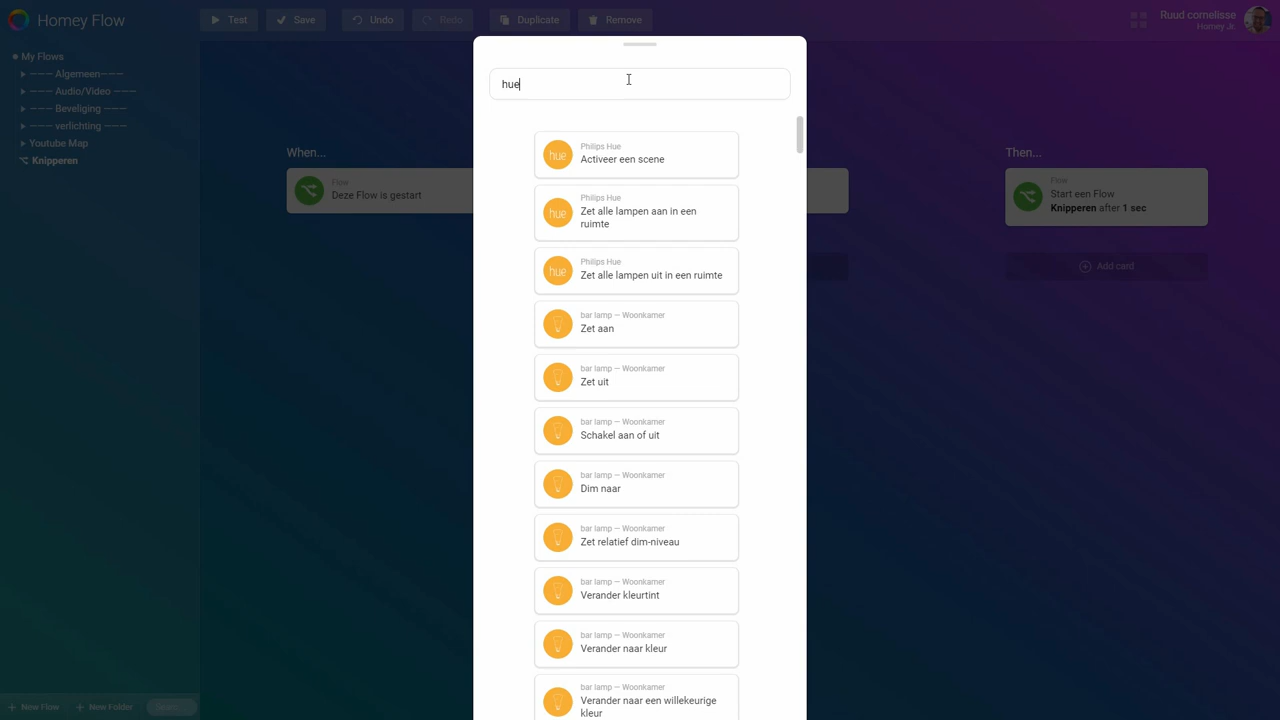 Homey Flow
Test
Save
Undo
Redo
Duplicate
Remove
Ruud cornelisse
Homey Jr.
My Flows
——— Algemeen———
——— Audio/Video ———
——— Beveliging ———
——— verlichting ———
Youtube Map
Knipperen
New Flow
New Folder
When...
Flow
Deze Flow is gestart
hue
hue
Philips Hue
Activeer een scene
hue
Philips Hue
Zet alle lampen aan in een
ruimte
hue
Philips Hue
Zet alle lampen uit in een ruimte
bar lamp — Woonkamer
Zet aan
bar lamp — Woonkamer
Zet uit
bar lamp — Woonkamer
Schakel aan of uit
bar lamp — Woonkamer
Dim naar
bar lamp — Woonkamer
Zet relatief dim-niveau
bar lamp — Woonkamer
Verander kleurtint
bar lamp — Woonkamer
Verander naar kleur
bar lamp — Woonkamer
Verander naar een willekeurige
kleur
Then...
Flow
Start een Flow
Knipperen after 1 sec
Add card